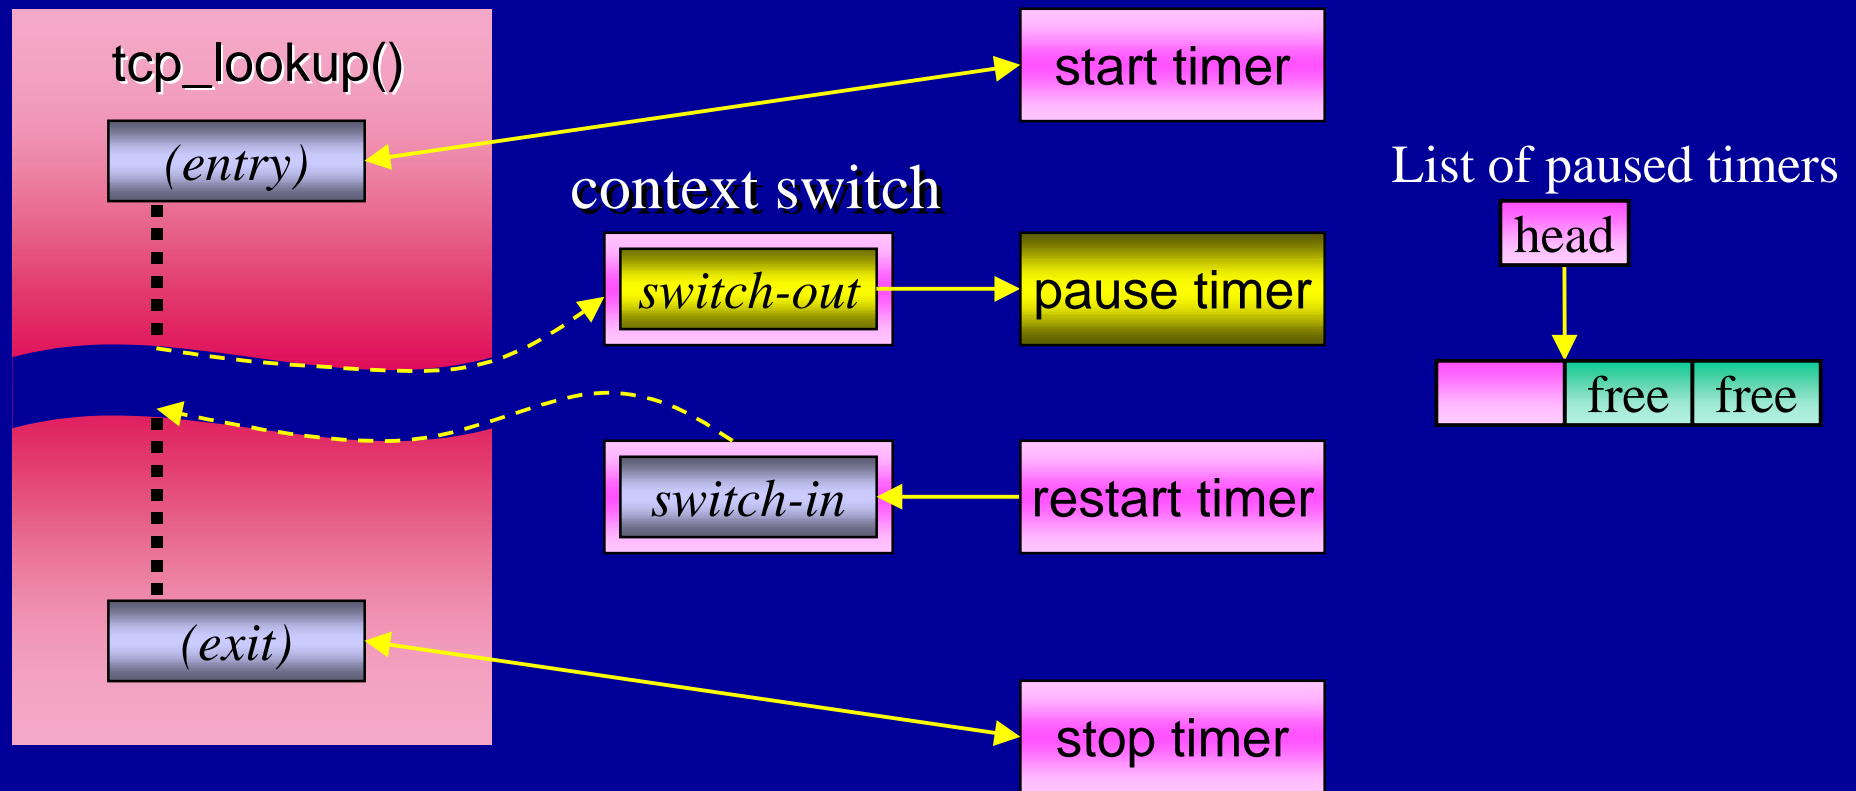 tcp_lookup()
(entry)
(exit)
context switch
switch-out
switch-in
start timer
pause timer
restart timer
stop timer
List of paused timers
head
free free